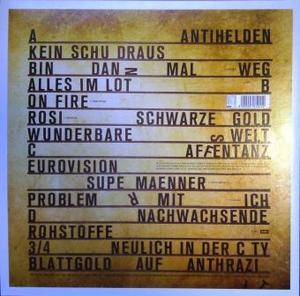 A ANTIHELDEN
KEIN SCHU DRAUS
BIN DANN MAL WEG
ALLES IM LOT B
ON FIRE
ROSI SCHWARZE GOLD
WUNDERBARE S WELT
C AFFENTANZ
EUROVISION
SUPE MAENNER
PROBLEM R MIT ICH
D NACHWACHSENDE
ROHSTOFFE
3/4 NEULICH IN DER C TY
BLATTGOLD AUF ANTHRAZI